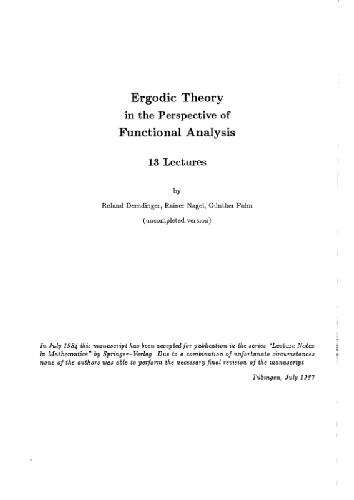 Ergodic Theory
in the Perspective of
Functional Analysis
13 Lectures
by
Roland Derndinger, Rainer Nagel, Günther Palm
(uncompleted version)
In July 1984 this manuscript has been accepted for publication in the series "Lecture Notes
in Mathematics" by Springer-Verlag. Due to a combination of unfortunate circumstances
none of the authors was able to perform the necessary final revision of the manuscript.
Tübingen, July 1987